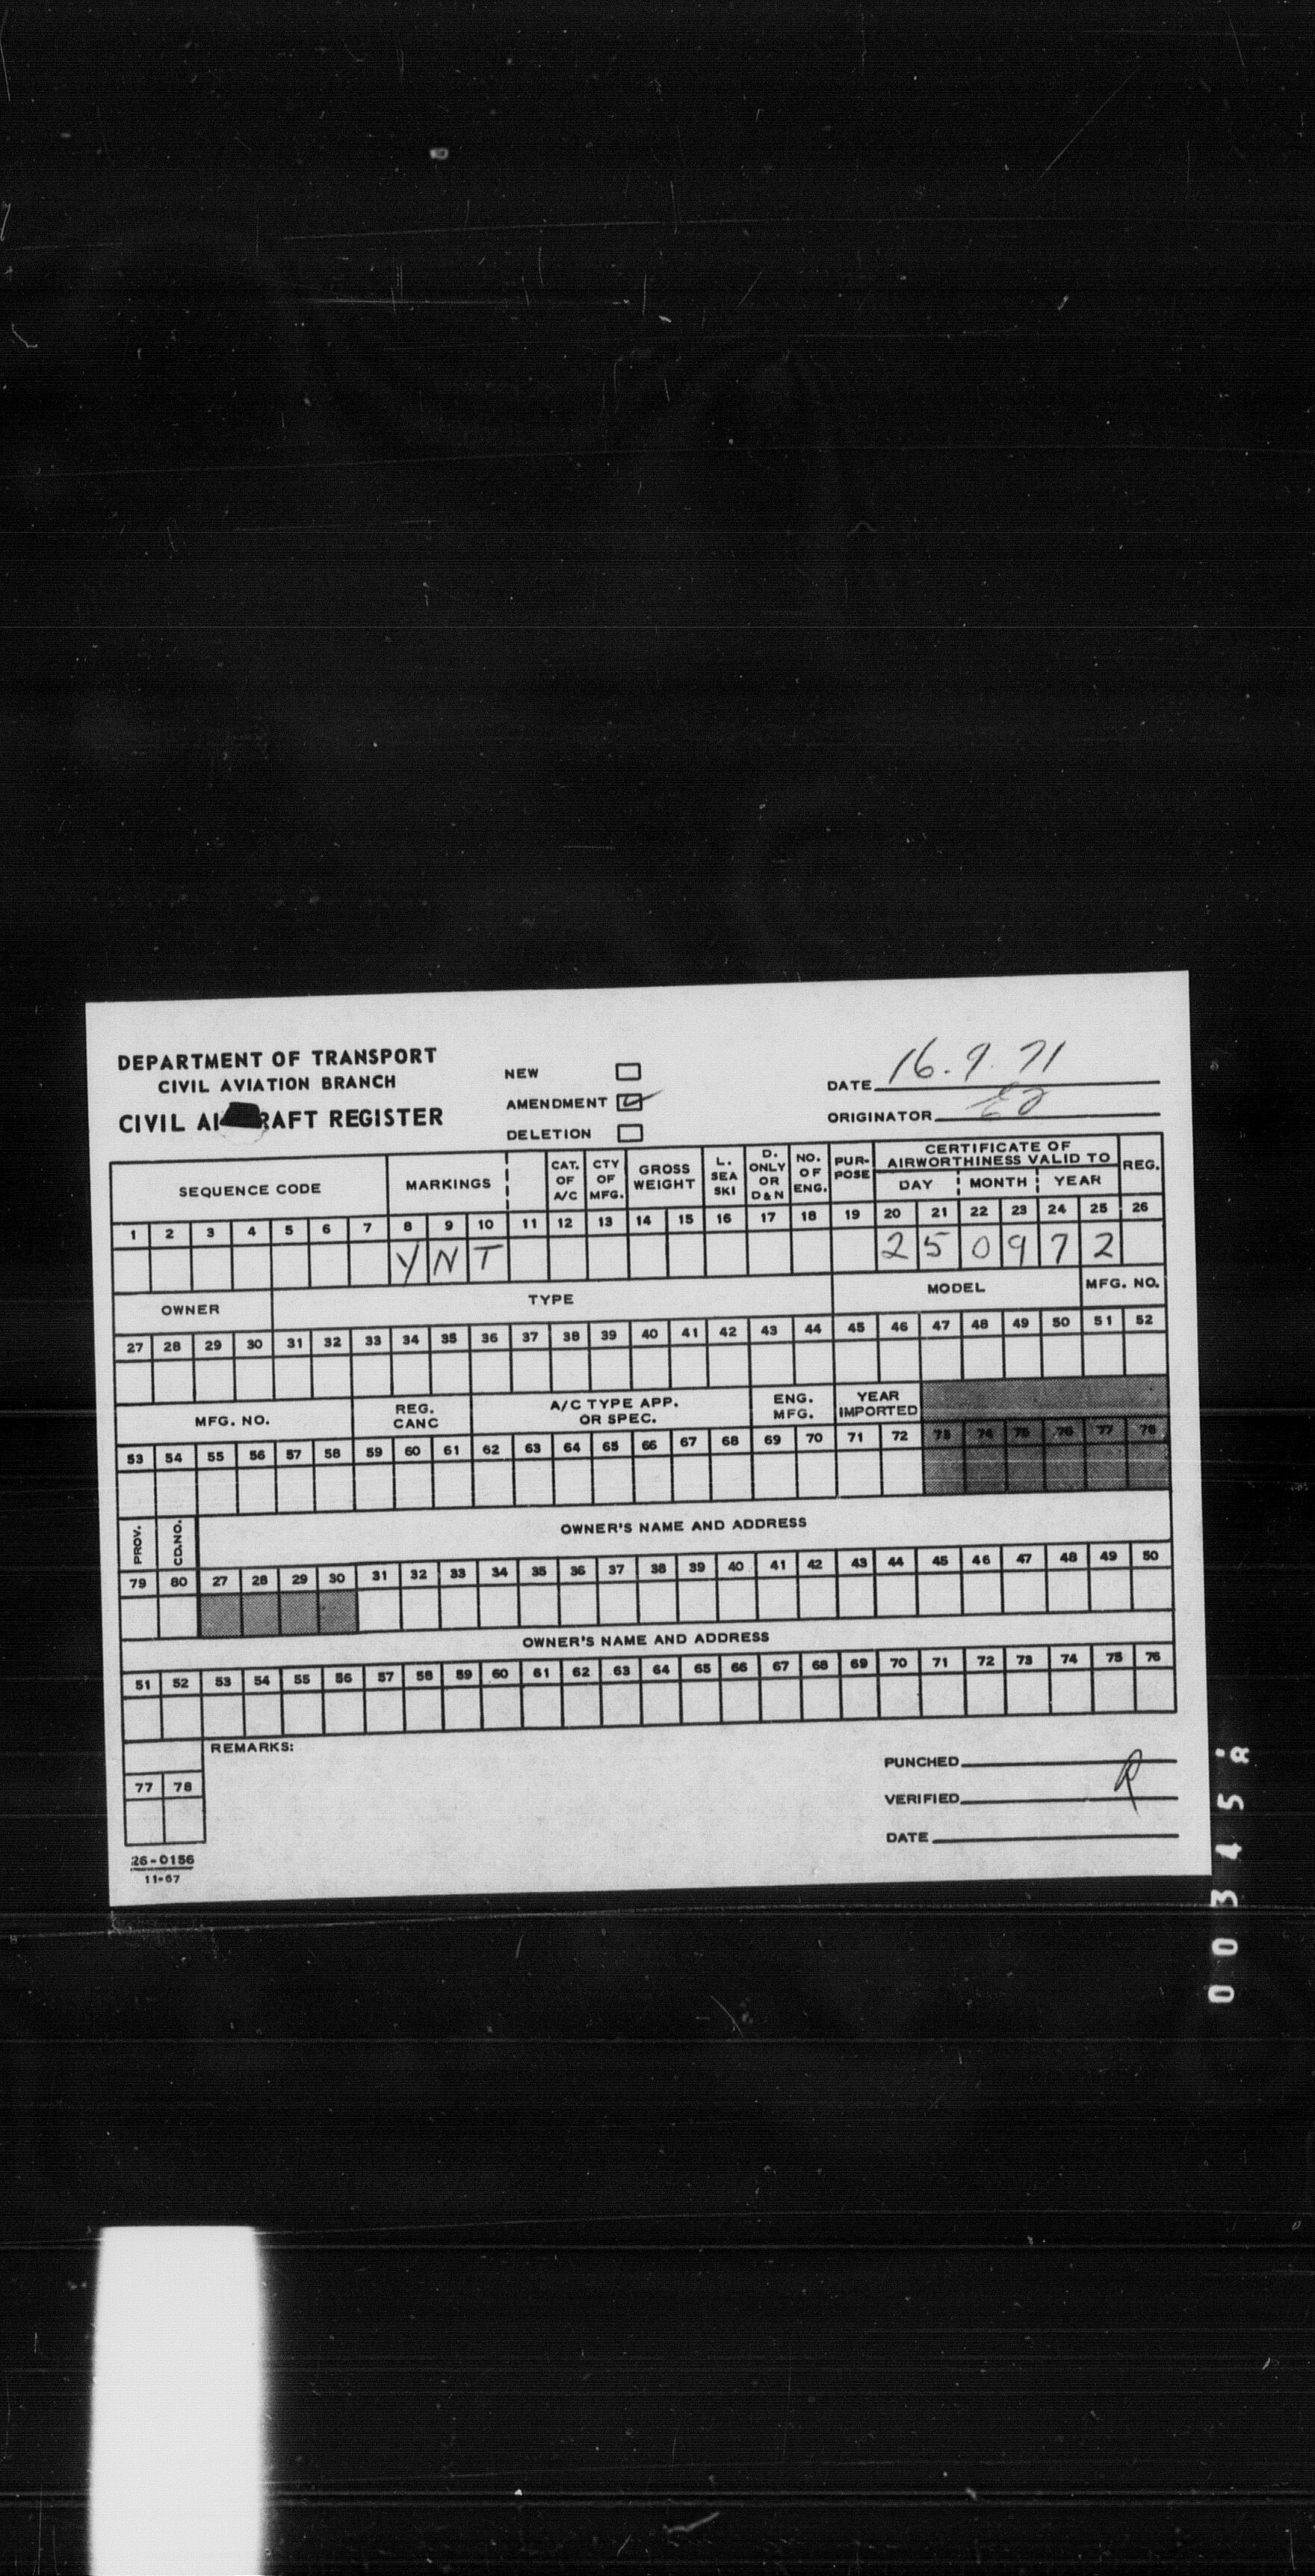 DEPARTMENT OF TRANSPORT
CIVIL AVIATION BRANCH
CIVIL AI RAFT REGISTER
NEW
AMENDMENT
DELETION
DATE 16.9.71
ORIGINATOR
SEQUENCE CODE
MARKINGS
CAT. OF A/C
CTY OF MFG.
GROSS WEIGHT
L. SEA SKI
D. ONLY OR D&N
NO. OF ENG.
PUR-POSE
CERTIFICATE OF AIRWORTHINESS VALID TO
DAY MONTH YEAR
REG.
1 2 3 4 5 6 7 8 9 10 11 12 13 14 15 16 17 18 19 20 21 22 23 24 25 26
Y N T 2 5 0 9 7 2
OWNER TYPE MODEL MFG. NO.
27 28 29 30 31 32 33 34 35 36 37 38 39 40 41 42 43 44 45 46 47 48 49 50 51 52
MFG. NO.
REG. CANC
A/C TYPE APP. OR SPEC.
ENG. MFG.
YEAR IMPORTED
53 54 55 56 57 58 59 60 61 62 63 64 65 66 67 68 69 70 71 72 73 74 75 76 77 78
PROV. CD.NO. OWNER'S NAME AND ADDRESS
79 80 27 28 29 30 31 32 33 34 35 36 37 38 39 40 41 42 43 44 45 46 47 48 49 50
OWNER'S NAME AND ADDRESS
51 52 53 54 55 56 57 58 59 60 61 62 63 64 65 66 67 68 69 70 71 72 73 74 75 76
REMARKS:
77 78
PUNCHED
VERIFIED R
DATE
26-0156
11-67
003458